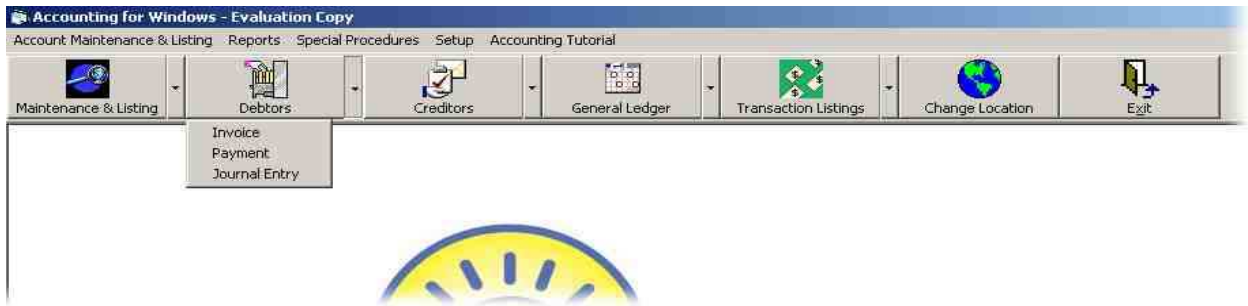 Accounting for Windows - Evaluation Copy
Account Maintenance & Listing Reports Special Procedures Setup Accounting Tutorial
Maintenance & Listing Debtors Creditors General Ledger Transaction Listings Change Location Exit
Invoice
Payment
Journal Entry